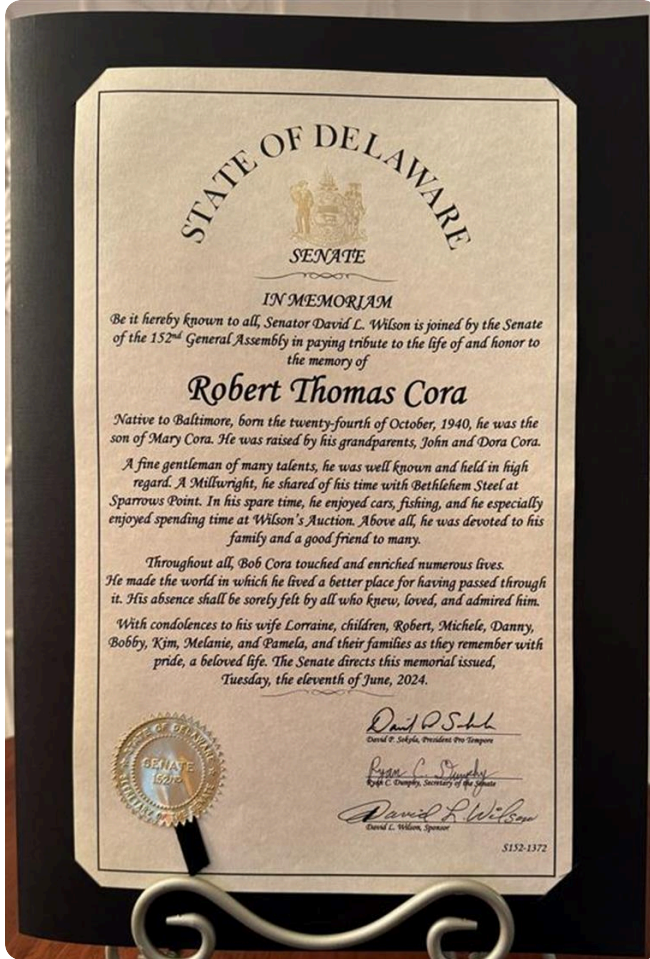 STATE OF DELAWARE
SENATE
IN MEMORIAM
Be it hereby known to all, Senator David L. Wilson is joined by the Senate
of the 152nd General Assembly in paying tribute to the life of and honor to
the memory of
Robert Thomas Cora
Native to Baltimore, born the twenty-fourth of October, 1940, he was the
son of Mary Cora. He was raised by his grandparents, John and Dora Cora.
A fine gentleman of many talents, he was well known and held in high
regard. A Millwright, he shared of his time with Bethlehem Steel at
Sparrows Point. In his spare time, he enjoyed cars, fishing, and he especially
enjoyed spending time at Wilson's Auction. Above all, he was devoted to his
family and a good friend to many.
Throughout all, Bob Cora touched and enriched numerous lives.
He made the world in which he lived a better place for having passed through
it. His absence shall be sorely felt by all who knew, loved, and admired him.
With condolences to his wife Lorraine, children, Robert, Michele, Danny,
Bobby, Kim, Melanie, and Pamela, and their families as they remember with
pride, a beloved life. The Senate directs this memorial issued,
Tuesday, the eleventh of June, 2024.
David P. Sokola, President Pro Tempore
Ryan C. Dunphy
Ryan C. Dunphy, Secretary of the Senate
David L. Wilson
David L. Wilson, Sponsor
S152-1372
STATE OF DELAWARE
SENATE
152nd